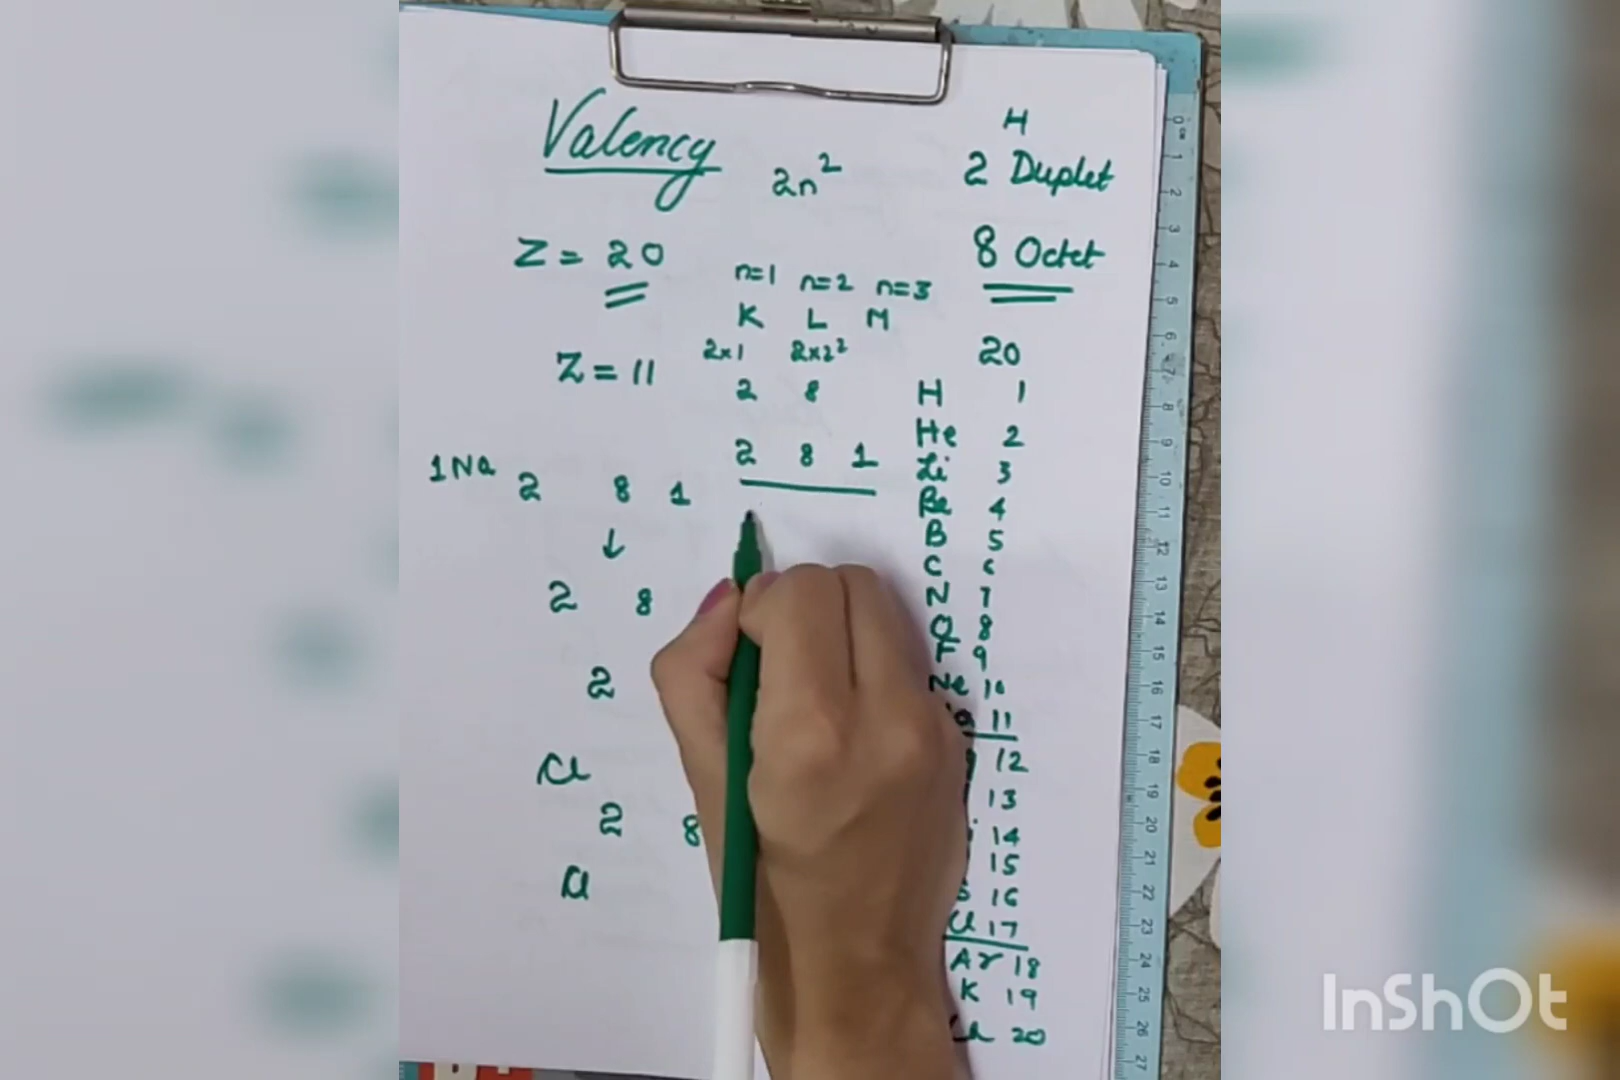 Valency
2n²
H
2 Duplet
Z = 20
8 Octet
n=1 n=2 n=3
K L M
2×1 2×2²
20
Z = 11
2 8
H 1
He 2
2 8 1
Li 3
1Na 2 8 1
Be 4
B 5
C 6
2 8
N 7
O 8
F 9
2
Ne 10
11
Cl
12
13
2 8
14
15
Cl
S 16
Cl 17
Ar 18
K 19
20
InShOt